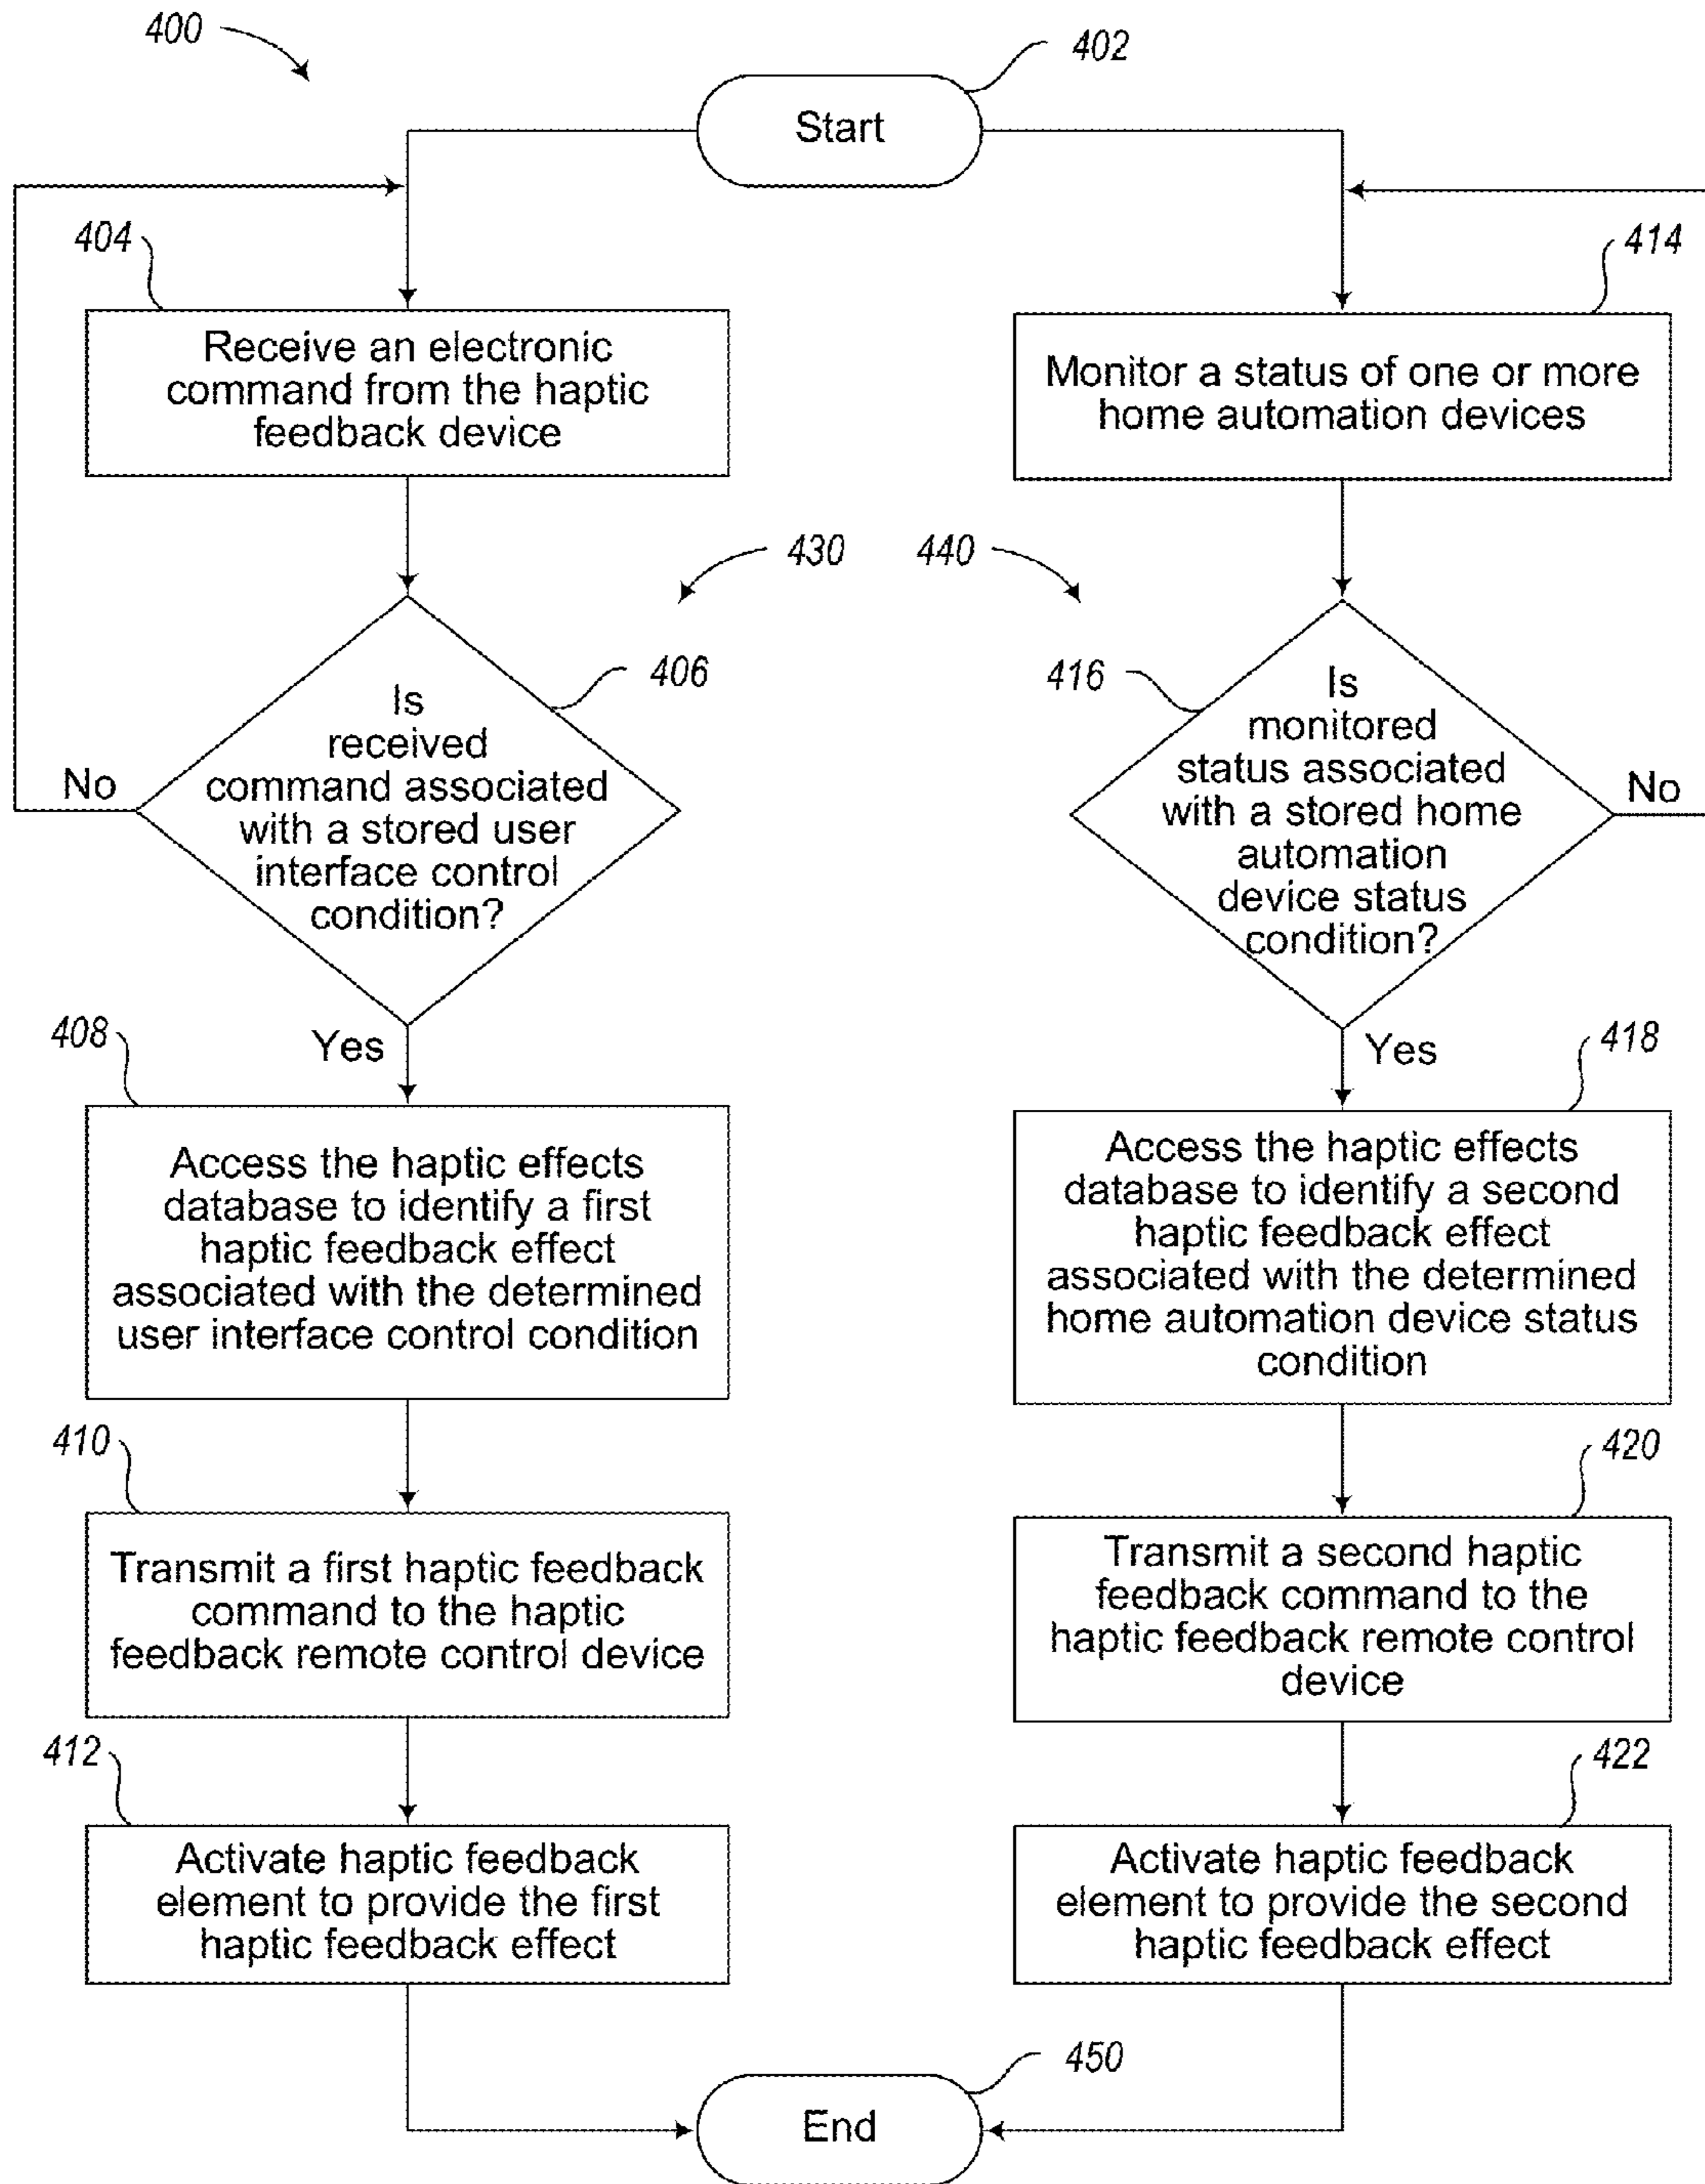 400
402
Start
404
Receive an electronic
command from the haptic
feedback device
414
Monitor a status of one or more
home automation devices
430
440
406
Is
received
command associated
with a stored user
interface control
condition?
No
Yes
416
Is
monitored
status associated
with a stored home
automation
device status
condition?
No
Yes
408
Access the haptic effects
database to identify a first
haptic feedback effect
associated with the determined
user interface control condition
418
Access the haptic effects
database to identify a second
haptic feedback effect
associated with the determined
home automation device status
condition
410
Transmit a first haptic feedback
command to the haptic
feedback remote control device
420
Transmit a second haptic
feedback command to the
haptic feedback remote control
device
412
Activate haptic feedback
element to provide the first
haptic feedback effect
422
Activate haptic feedback
element to provide the second
haptic feedback effect
450
End